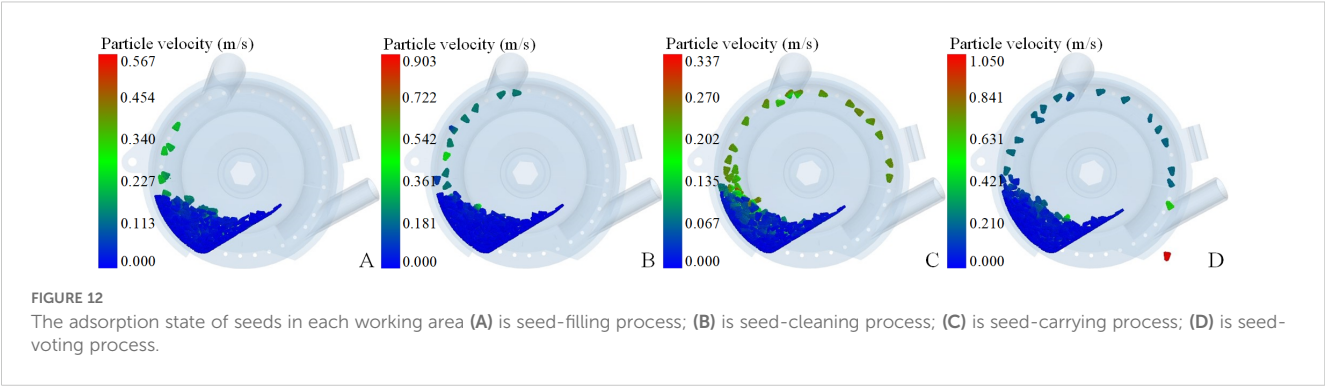 Particle velocity (m/s)
0.567
0.454
0.340
0.227
0.113
0.000
A
Particle velocity (m/s)
0.903
0.722
0.542
0.361
0.181
0.000
B
Particle velocity (m/s)
0.337
0.270
0.202
0.135
0.067
0.000
C
Particle velocity (m/s)
1.050
0.841
0.631
0.421
0.210
0.000
D
FIGURE 12
The adsorption state of seeds in each working area (A) is seed-filling process; (B) is seed-cleaning process; (C) is seed-carrying process; (D) is seed-
voting process.